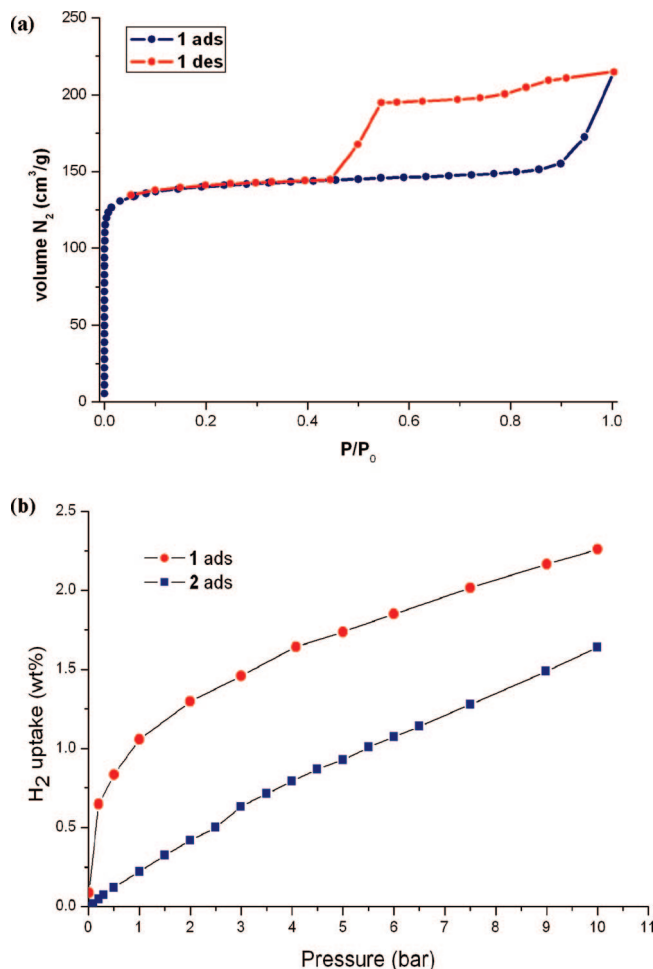 (a)
1 ads
1 des
250
200
150
100
50
0
volume N₂ (cm³/g)
0.0 0.2 0.4 0.6 0.8 1.0
P/P₀
(b)
1 ads
2 ads
2.5
2.0
1.5
1.0
0.5
0.0
H₂ uptake (wt%)
0 1 2 3 4 5 6 7 8 9 10 11
Pressure (bar)